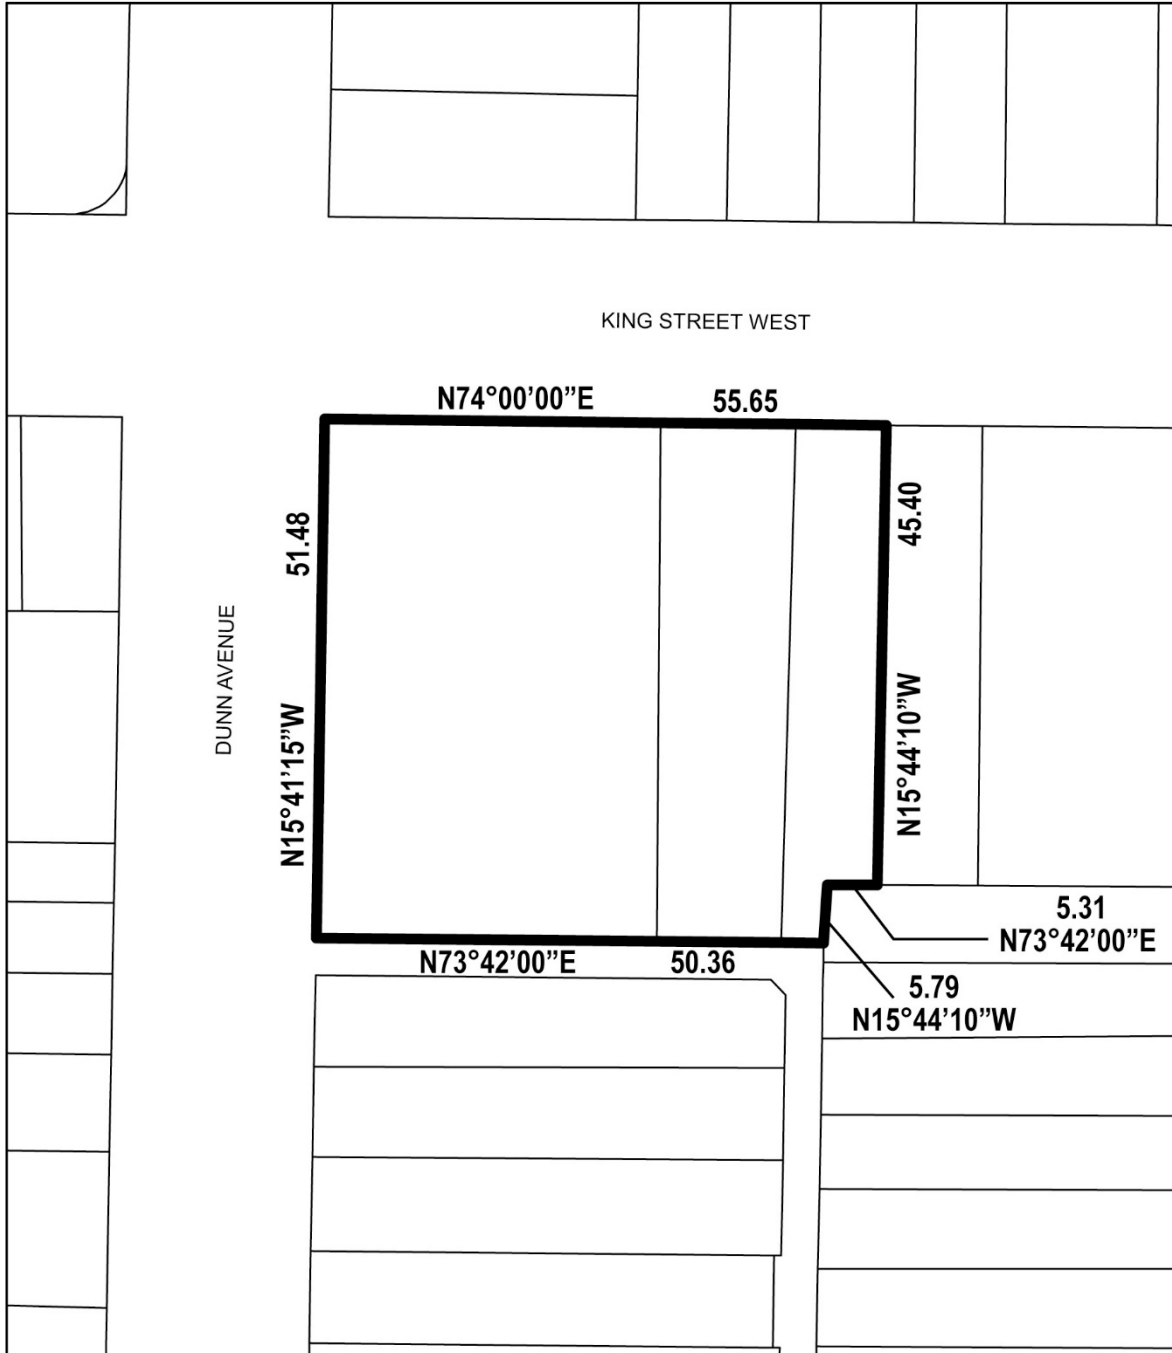 KING STREET WEST
N74°00'00”E
55.65
51.48
45.40
DUNN AVENUE
N15°41'15”W
N15°44'10”W
5.31
N73°42'00”E
N73°42'00”E
50.36
5.79
N15°44'10”W